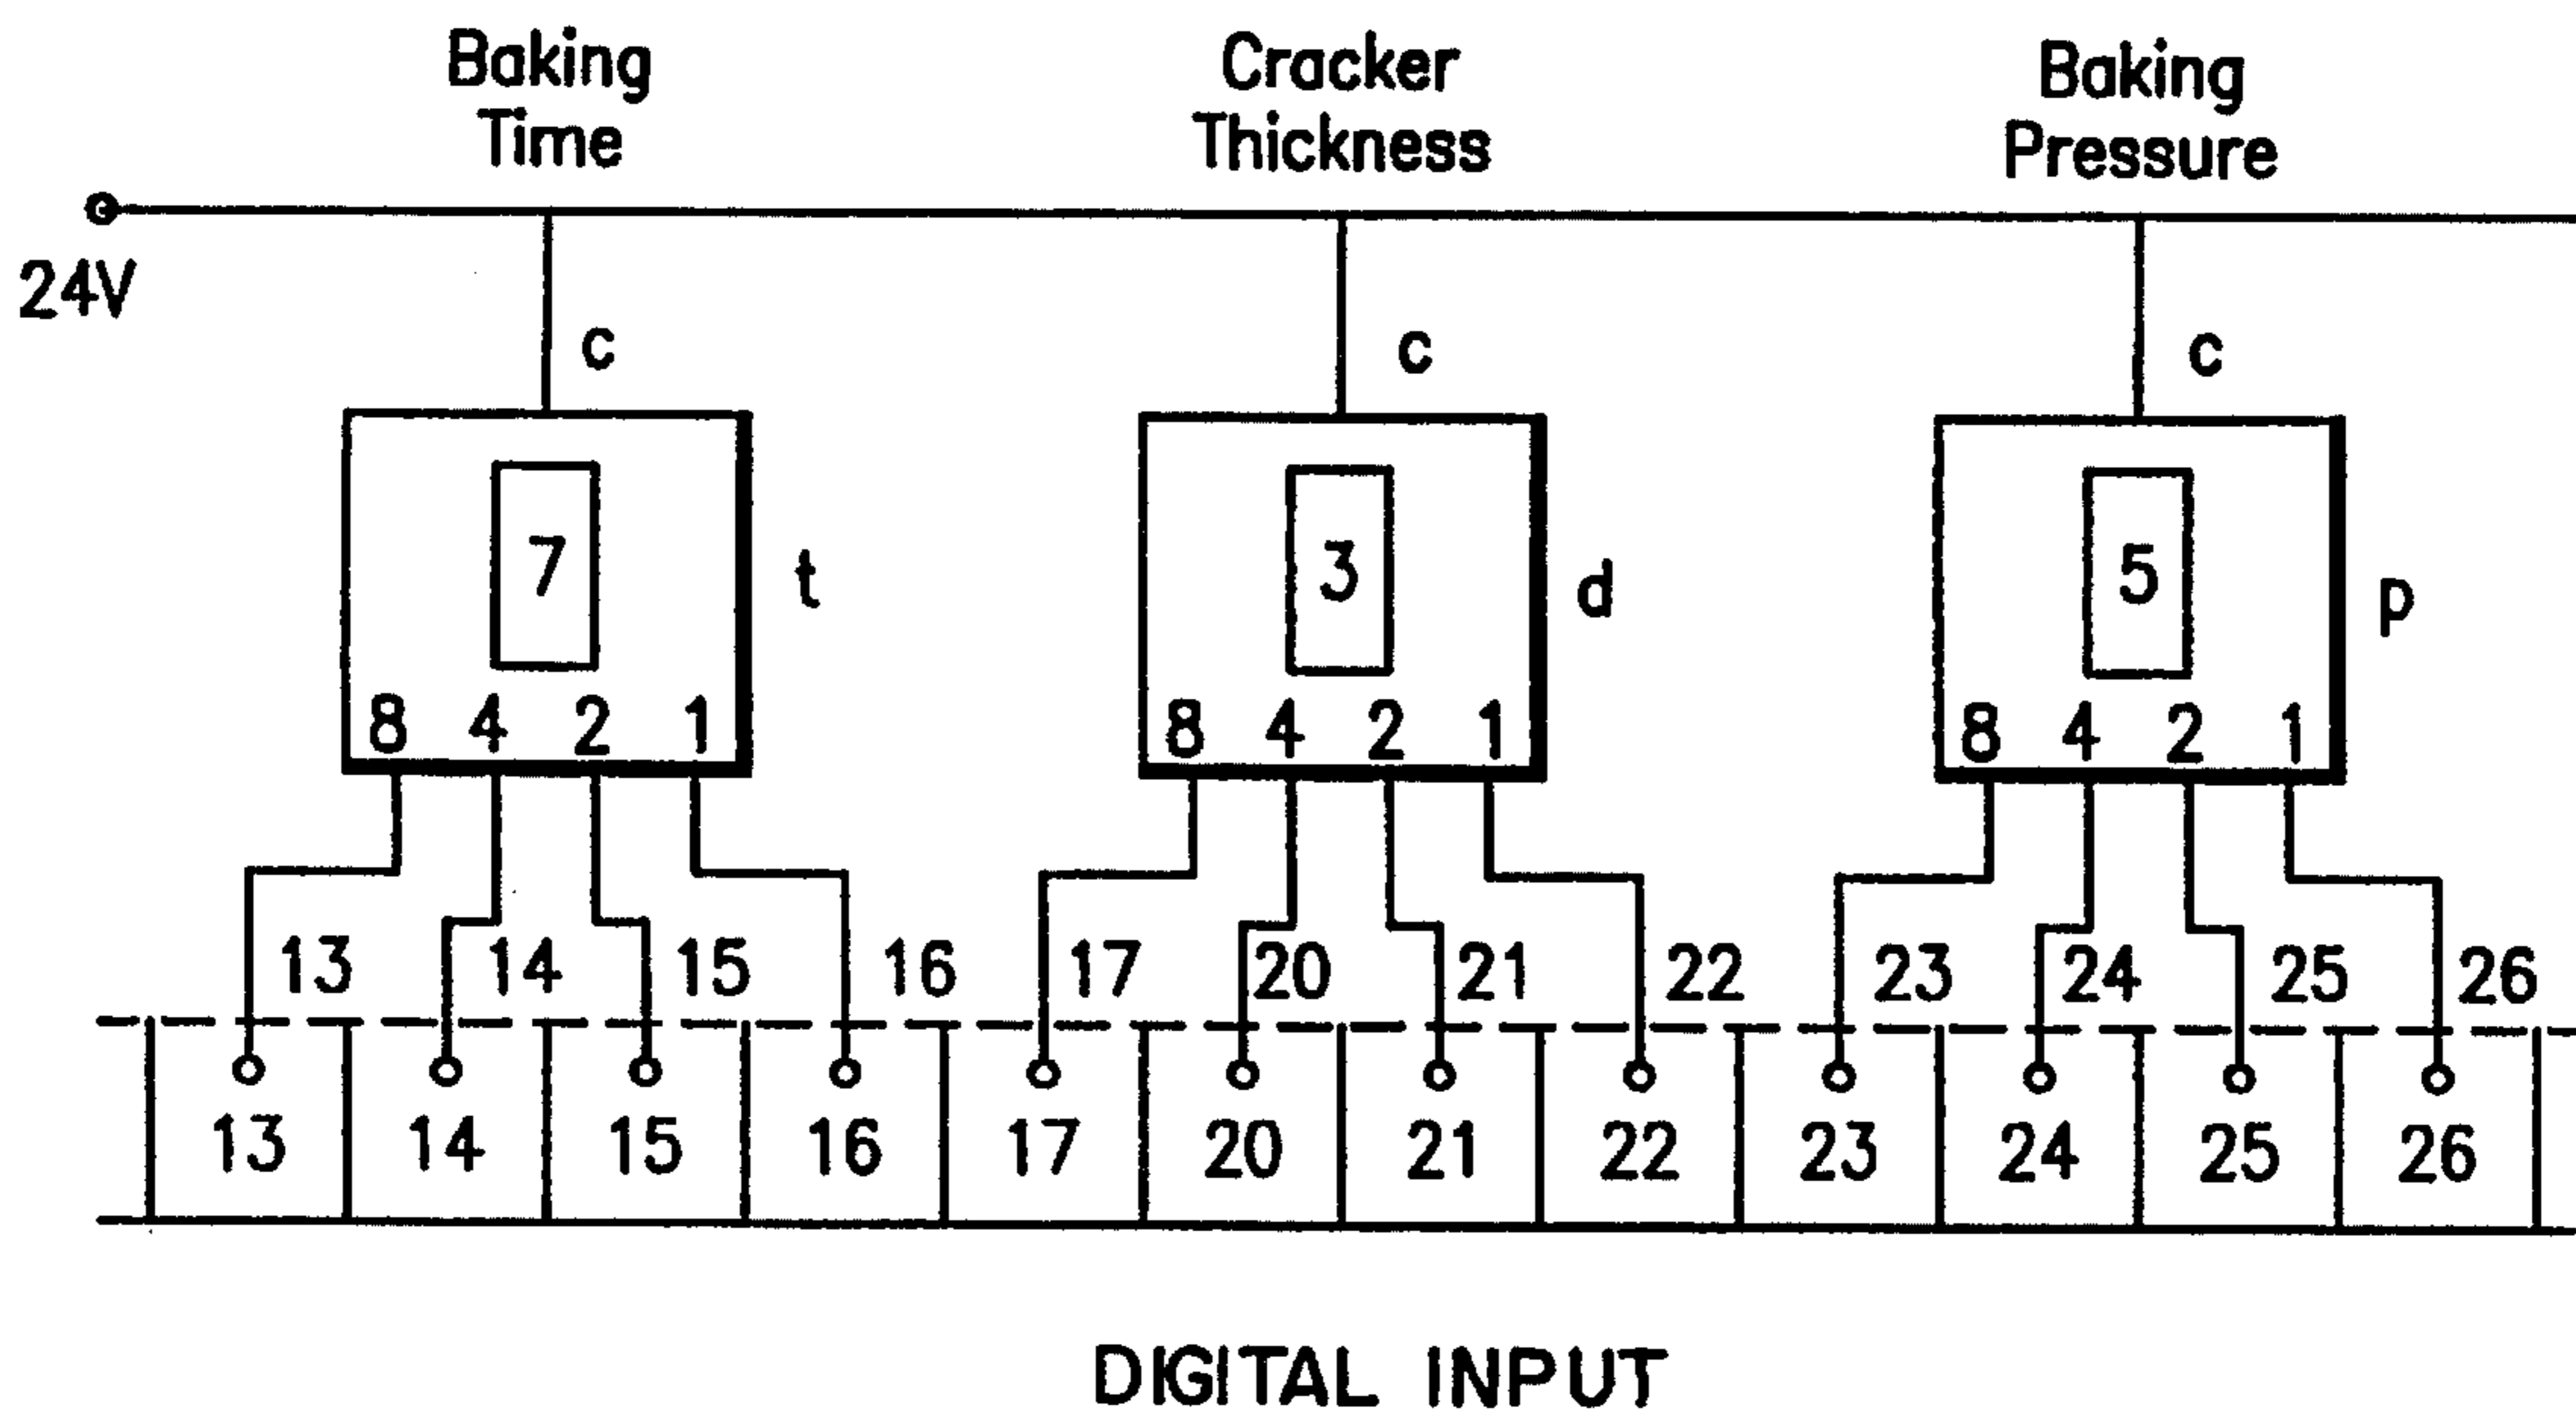 Baking
Time
Cracker
Thickness
Baking
Pressure
24V
c
c
c
7
t
3
d
5
p
8 4 2 1
8 4 2 1
8 4 2 1
13 14 15 16 17 20 21 22 23 24 25 26
13 14 15 16 17 20 21 22 23 24 25 26
DIGITAL INPUT